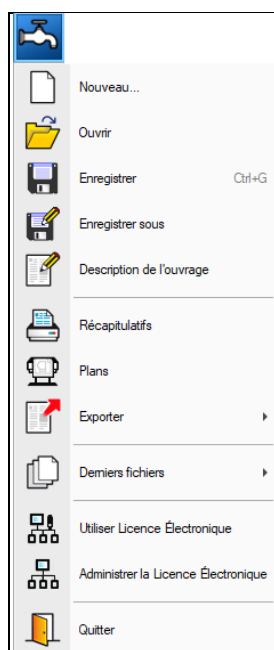 Nouveau...
Ouvrir
Enregistrer Ctrl+G
Enregistrer sous
Description de l'ouvrage
Récapitulatifs
Plans
Exporter
Derniers fichiers
Utiliser Licence Électronique
Administrer la Licence Électronique
Quitter